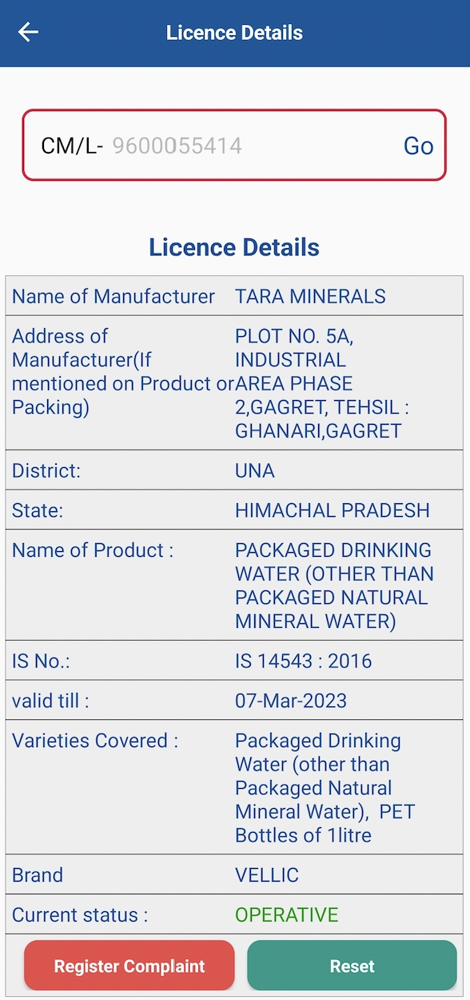 Licence Details
CM/L- 9600055414 Go
Licence Details
Name of Manufacturer TARA MINERALS
Address of PLOT NO. 5A,
Manufacturer(If INDUSTRIAL
mentioned on Product or AREA PHASE
Packing) 2,GAGRET, TEHSIL :
GHANARI,GAGRET
District: UNA
State: HIMACHAL PRADESH
Name of Product : PACKAGED DRINKING
WATER (OTHER THAN
PACKAGED NATURAL
MINERAL WATER)
IS No.: IS 14543 : 2016
valid till : 07-Mar-2023
Varieties Covered : Packaged Drinking
Water (other than
Packaged Natural
Mineral Water),  PET
Bottles of 1litre
Brand VELLIC
Current status : OPERATIVE
Register Complaint Reset